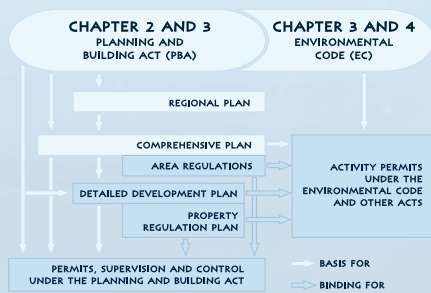 CHAPTER 2 AND 3
PLANNING AND
BUILDING ACT (PBA)
CHAPTER 3 AND 4
ENVIRONMENTAL
CODE (EC)
REGIONAL PLAN
COMPREHENSIVE PLAN
AREA REGULATIONS
DETAILED DEVELOPMENT PLAN
PROPERTY
REGULATION PLAN
ACTIVITY PERMITS
UNDER THE
ENVIRONMENTAL CODE
AND OTHER ACTS
PERMITS, SUPERVISION AND CONTROL
UNDER THE PLANNING AND BUILDING ACT
BASIS FOR
BINDING FOR